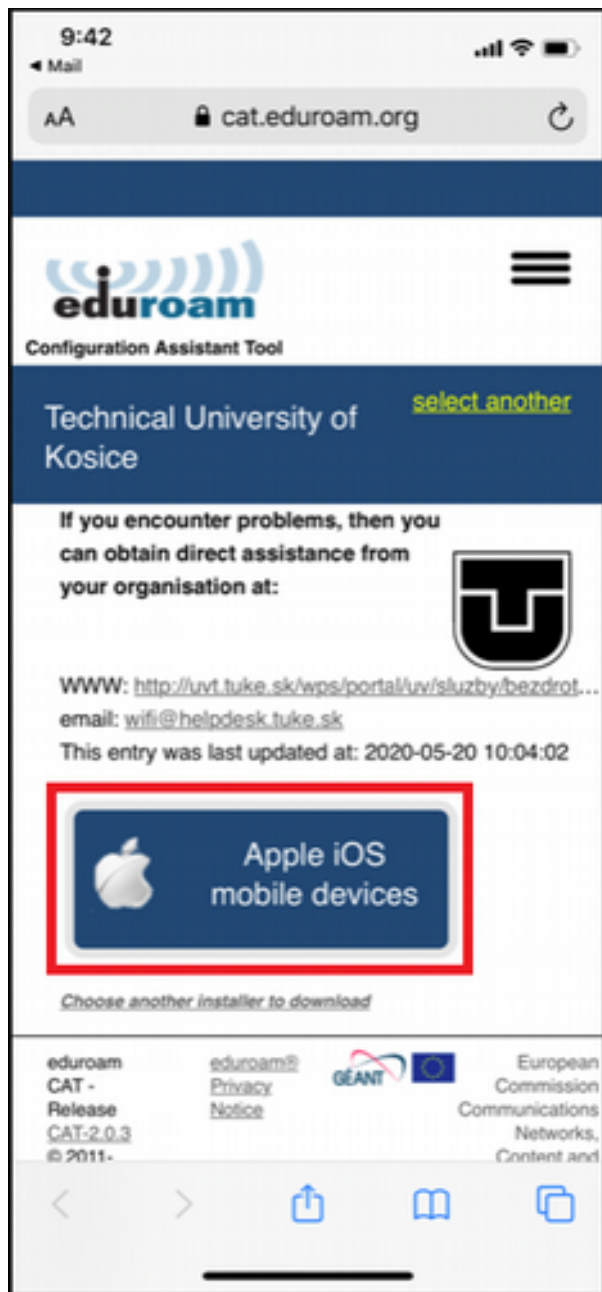 9:42
◄ Mail
AA cat.eduroam.org
eduroam
Configuration Assistant Tool
Technical University of
Kosice
select another
If you encounter problems, then you
can obtain direct assistance from
your organisation at:
WWW: http://uvt.tuke.sk/wps/portal/uv/sluzby/bezdrot...
email: wifi@helpdesk.tuke.sk
This entry was last updated at: 2020-05-20 10:04:02
Apple iOS
mobile devices
Choose another installer to download
eduroam
CAT -
Release
CAT-2.0.3
© 2011-
eduroam®
Privacy
Notice
GÉANT
European
Commission
Communications
Networks,
Content and